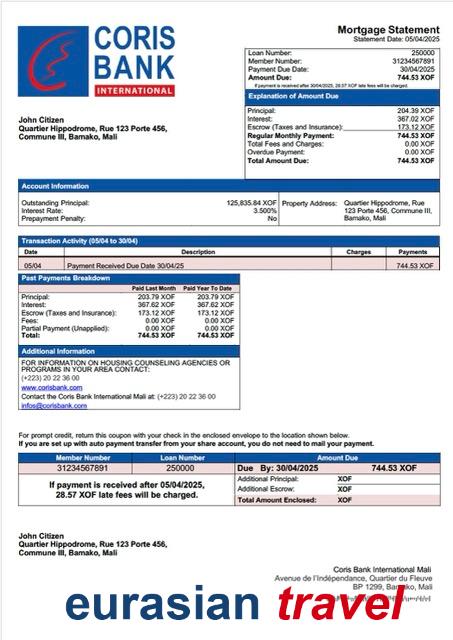 CORIS
BANK
INTERNATIONAL
Mortgage Statement
Statement Date: 05/04/2025
Loan Number: 250000
Member Number: 31234567891
Payment Due Date: 30/04/2025
Amount Due: 744.53 XOF
If payment is received after 30/04/2025, 28.57 XOF late fees will be charged.
John Citizen
Quartier Hippodrome, Rue 123 Porte 456,
Commune III, Bamako, Mali
Explanation of Amount Due
Principal: 204.39 XOF
Interest: 367.02 XOF
Escrow (Taxes and Insurance): 173.12 XOF
Regular Monthly Payment: 744.53 XOF
Total Fees and Charges: 0.00 XOF
Overdue Payment: 0.00 XOF
Total Amount Due: 744.53 XOF
Account Information
Outstanding Principal: 125,835.84 XOF
Interest Rate: 3.500%
Prepayment Penalty: No
Property Address: Quartier Hippodrome, Rue
123 Porte 456, Commune III,
Bamako, Mali
Transaction Activity (05/04 to 30/04)
Date Description Charges Payments
05/04 Payment Received Due Date 30/04/25 744.53 XOF
Past Payments Breakdown
Paid Last Month Paid Year To Date
Principal: 203.79 XOF 203.79 XOF
Interest: 367.62 XOF 367.62 XOF
Escrow (Taxes and Insurance): 173.12 XOF 173.12 XOF
Fees: 0.00 XOF 0.00 XOF
Partial Payment (Unapplied): 0.00 XOF 0.00 XOF
Total: 744.53 XOF 744.53 XOF
Additional Information
FOR INFORMATION ON HOUSING COUNSELING AGENCIES OR
PROGRAMS IN YOUR AREA CONTACT:
(+223) 20 22 36 00
www.corisbank.com
Contact the Coris Bank International Mali at: (+223) 20 22 36 00
infos@corisbank.com
For prompt credit, return this coupon with your check in the enclosed envelope to the location shown below.
If you are set up with auto payment transfer from your share account, you do not need to mail your payment.
Member Number Loan Number Amount Due
31234567891 250000 Due By: 30/04/2025 744.53 XOF
If payment is received after 05/04/2025,
28.57 XOF late fees will be charged.
Additional Principal: XOF
Additional Escrow: XOF
Total Amount Enclosed: XOF
John Citizen
Quartier Hippodrome, Rue 123 Porte 456,
Commune III, Bamako, Mali
Coris Bank International Mali
Avenue de l'Indépendance, Quartier du Fleuve
BP 1299, Bamako, Mali
eurasian travel